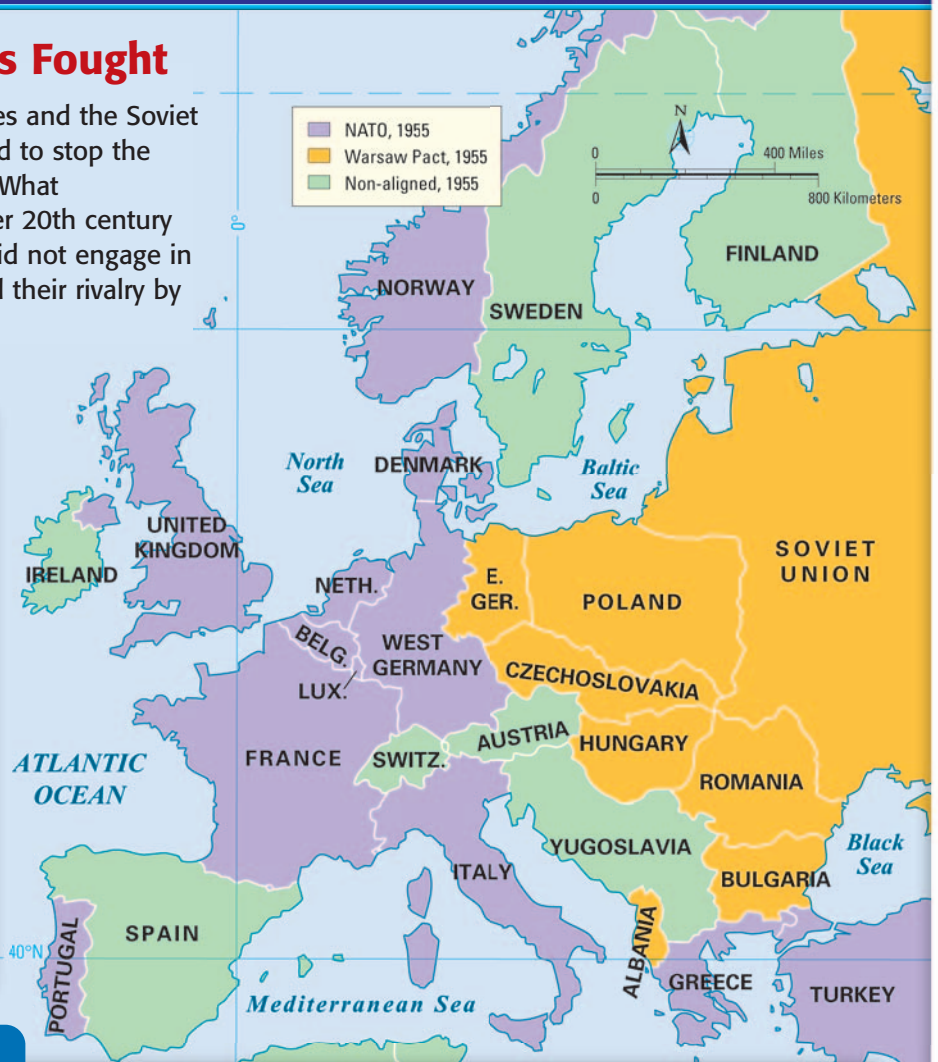 s Fought
es and the Soviet
d to stop the
What
er 20th century
id not engage in
d their rivalry by
NATO, 1955
Warsaw Pact, 1955
Non-aligned, 1955
N
0 400 Miles
0 800 Kilometers
0°
FINLAND
NORWAY
SWEDEN
North
Sea
DENMARK
Baltic
Sea
UNITED
KINGDOM
IRELAND
NETH.
E.
GER.
POLAND
SOVIET
UNION
BELG.
WEST
GERMANY
LUX.
CZECHOSLOVAKIA
ATLANTIC
OCEAN
FRANCE
SWITZ.
AUSTRIA
HUNGARY
ROMANIA
YUGOSLAVIA
Black
Sea
ITALY
BULGARIA
SPAIN
PORTUGAL
40°N
ALBANIA
GREECE
TURKEY
Mediterranean Sea